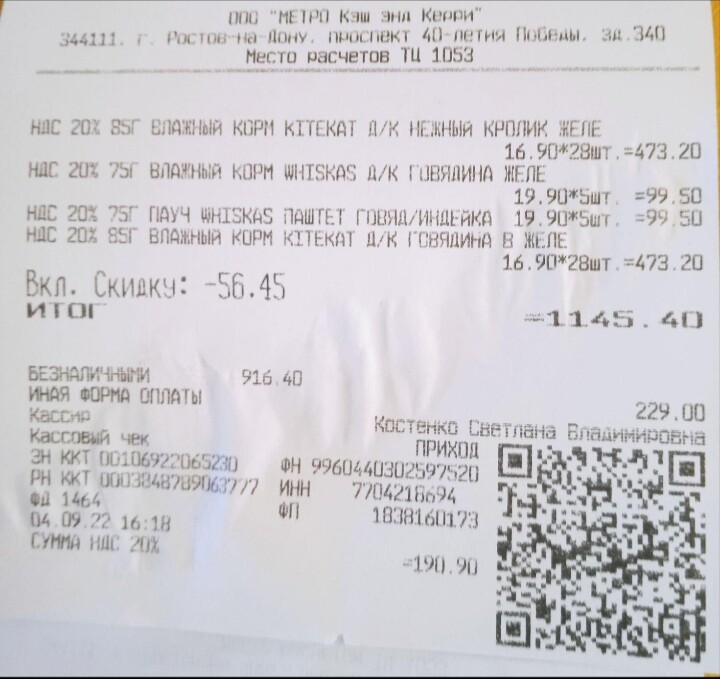 ООО "МЕТРО Кэш энд Керри"
344111, г. Ростов-на-Дону, проспект 40-летия Победы, зд.340
Место расчетов ТЦ 1053
НДС 20% 85Г ВЛАЖНЫЙ КОРМ KITEKAT Д/К НЕЖНЫЙ КРОЛИК ЖЕЛЕ
16.90*28шт.=473.20
НДС 20% 75Г ВЛАЖНЫЙ КОРМ WHISKAS Д/К ГОВЯДИНА ЖЕЛЕ
19.90*5шт. =99.50
НДС 20% 75Г ПАУЧ WHISKAS ПАШТЕТ ГОВЯД/ИНДЕЙКА 19.90*5шт. =99.50
НДС 20% 85Г ВЛАЖНЫЙ КОРМ KITEKAT Д/К ГОВЯДИНА В ЖЕЛЕ
16.90*28шт.=473.20
Вкл. Скидку: -56.45
ИТОГ =1145.40
БЕЗНАЛИЧНЫМИ 916.40
ИНАЯ ФОРМА ОПЛАТЫ 229.00
Кассир Костенко Светлана Владимировна
Кассовый чек ПРИХОД
ЗН ККТ 00106922065230 ФН 9960440302597520
РН ККТ 0003848789063777 ИНН 7704218694
ФД 1464 ФП 1838160173
04.09.22 16:18
СУММА НДС 20% =190.90